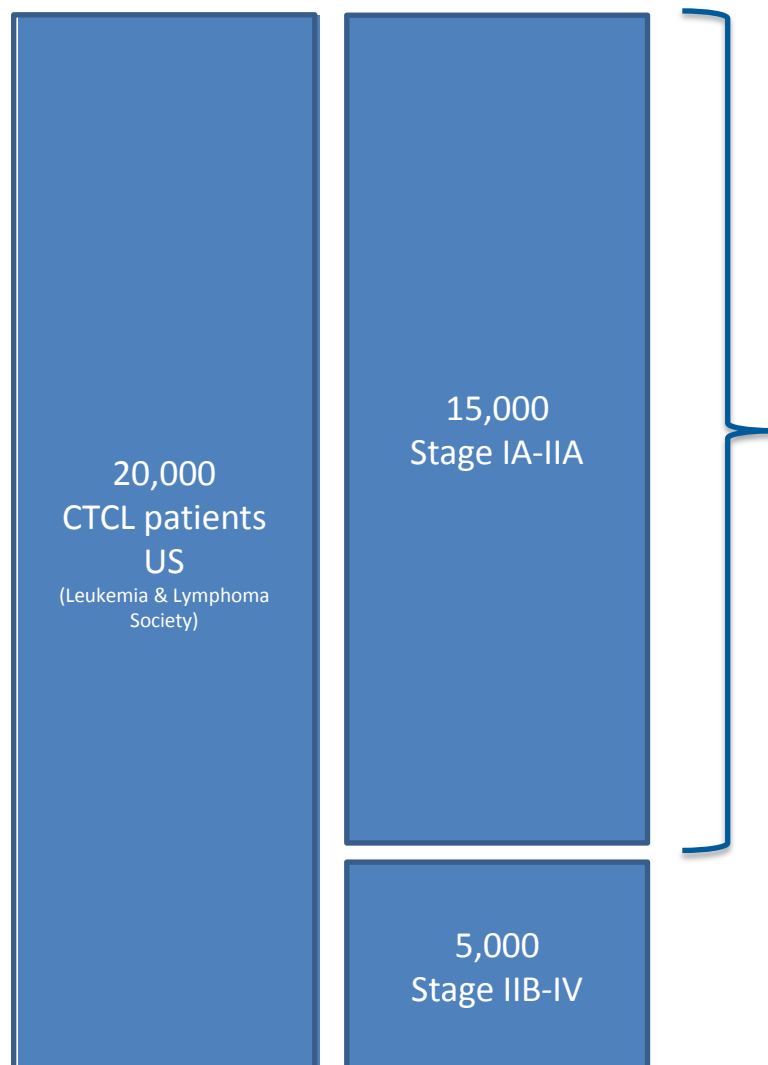 20,000
CTCL patients
US
(Leukemia & Lymphoma
Society)
15,000
Stage IA-IIA
5,000
Stage IIB-IV